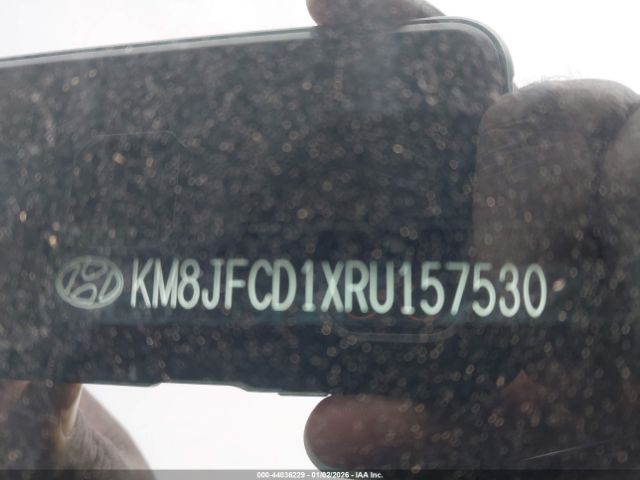 KM8JFCD1XRU157530
000-44036229 - 01/02/2026 - IAA Inc.